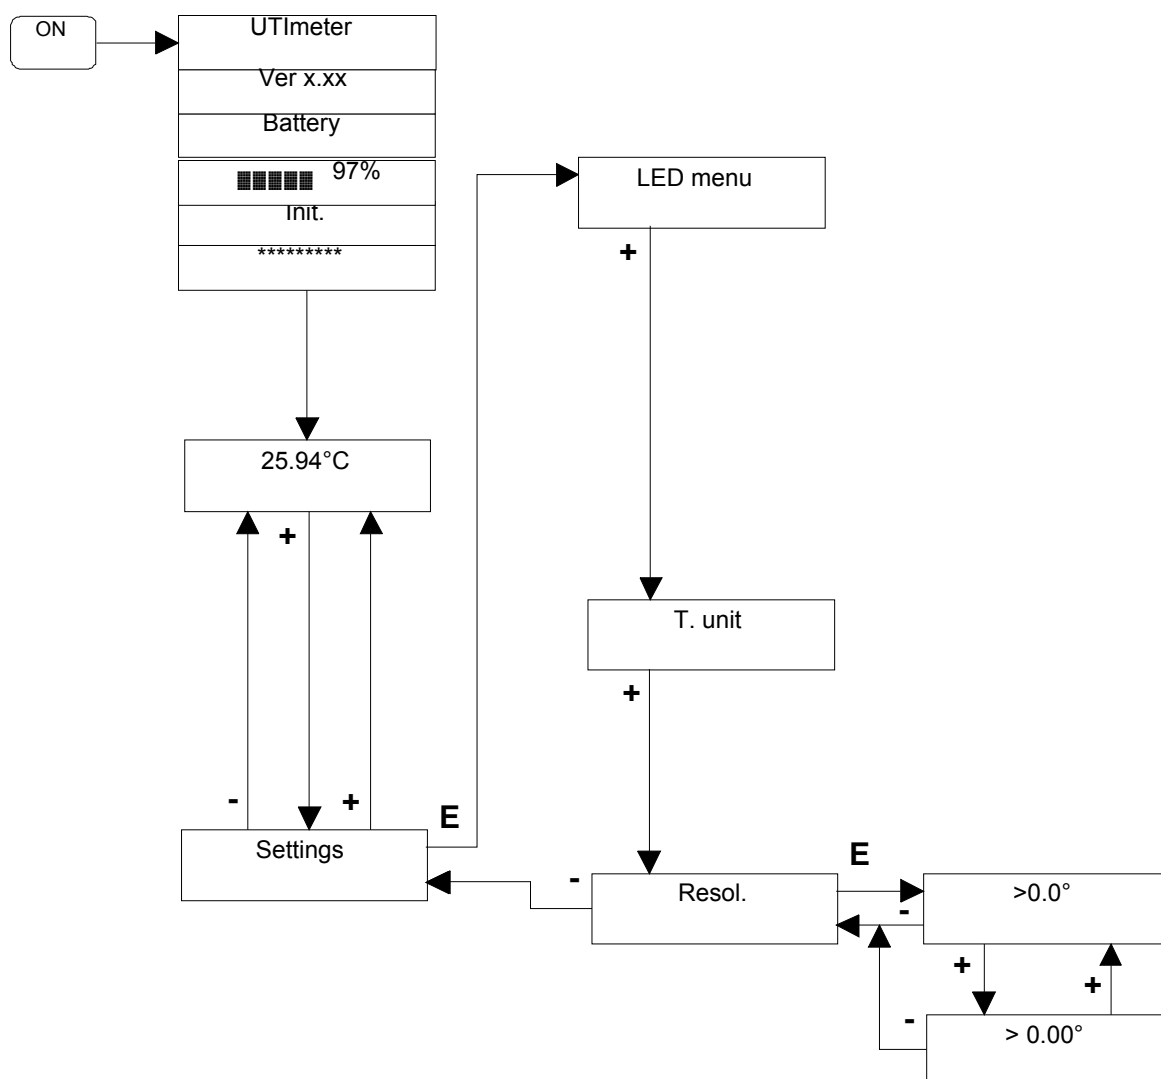 ON
UTImeter
Ver x.xx
Battery
97%
Init.
*********
LED menu
+
25.94°C
+
T. unit
+
-
+
E
Settings
E
-
Resol.
-
>0.0°
+
+
-
> 0.00°